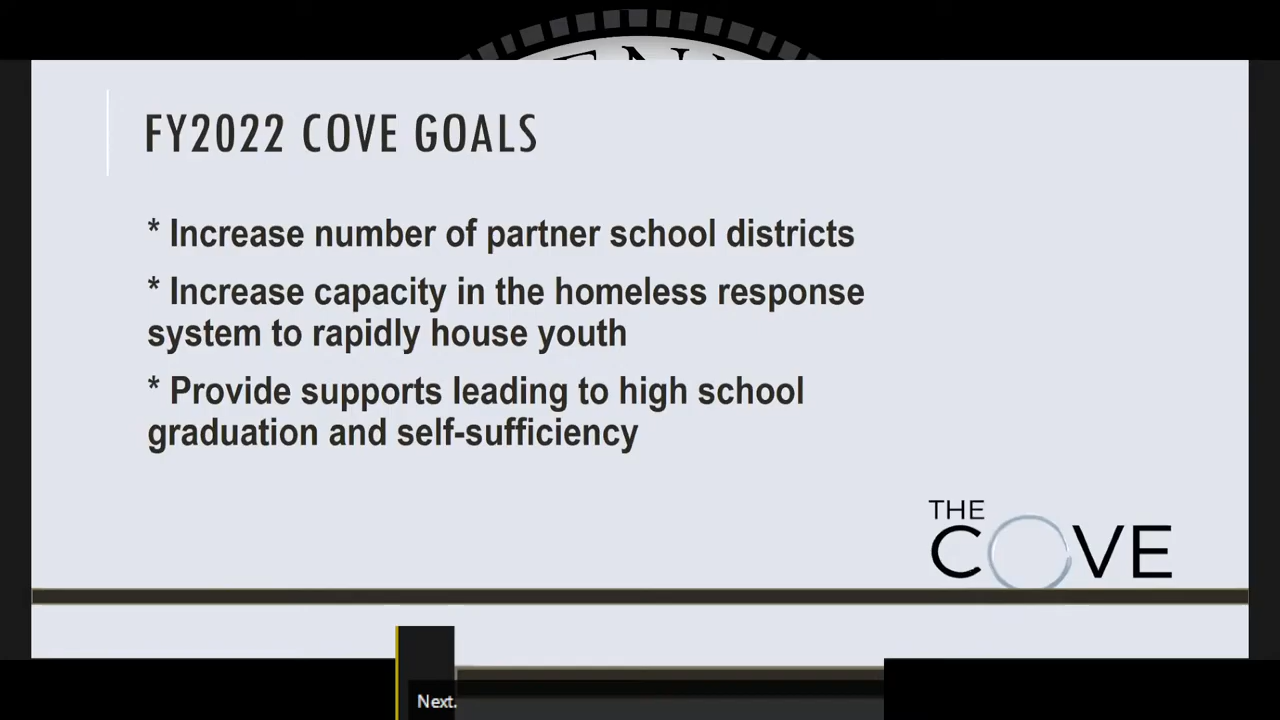 FY2022 COVE GOALS
* Increase number of partner school districts
* Increase capacity in the homeless response
system to rapidly house youth
* Provide supports leading to high school
graduation and self-sufficiency
THE
COVE
Next.